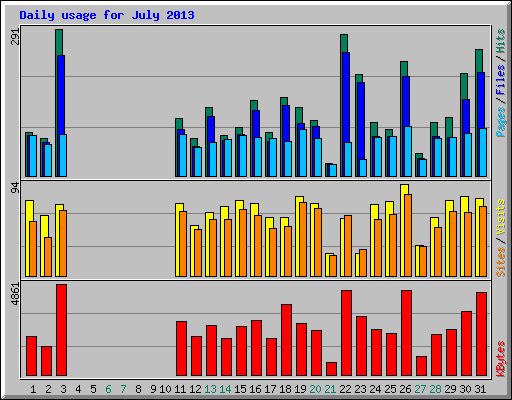 Daily usage for July 2013
291
94
4861
Pages / Files / Hits
Sites / Visits
KBytes
1 2 3 4 5 6 7 8 9 10 11 12 13 14 15 16 17 18 19 20 21 22 23 24 25 26 27 28 29 30 31